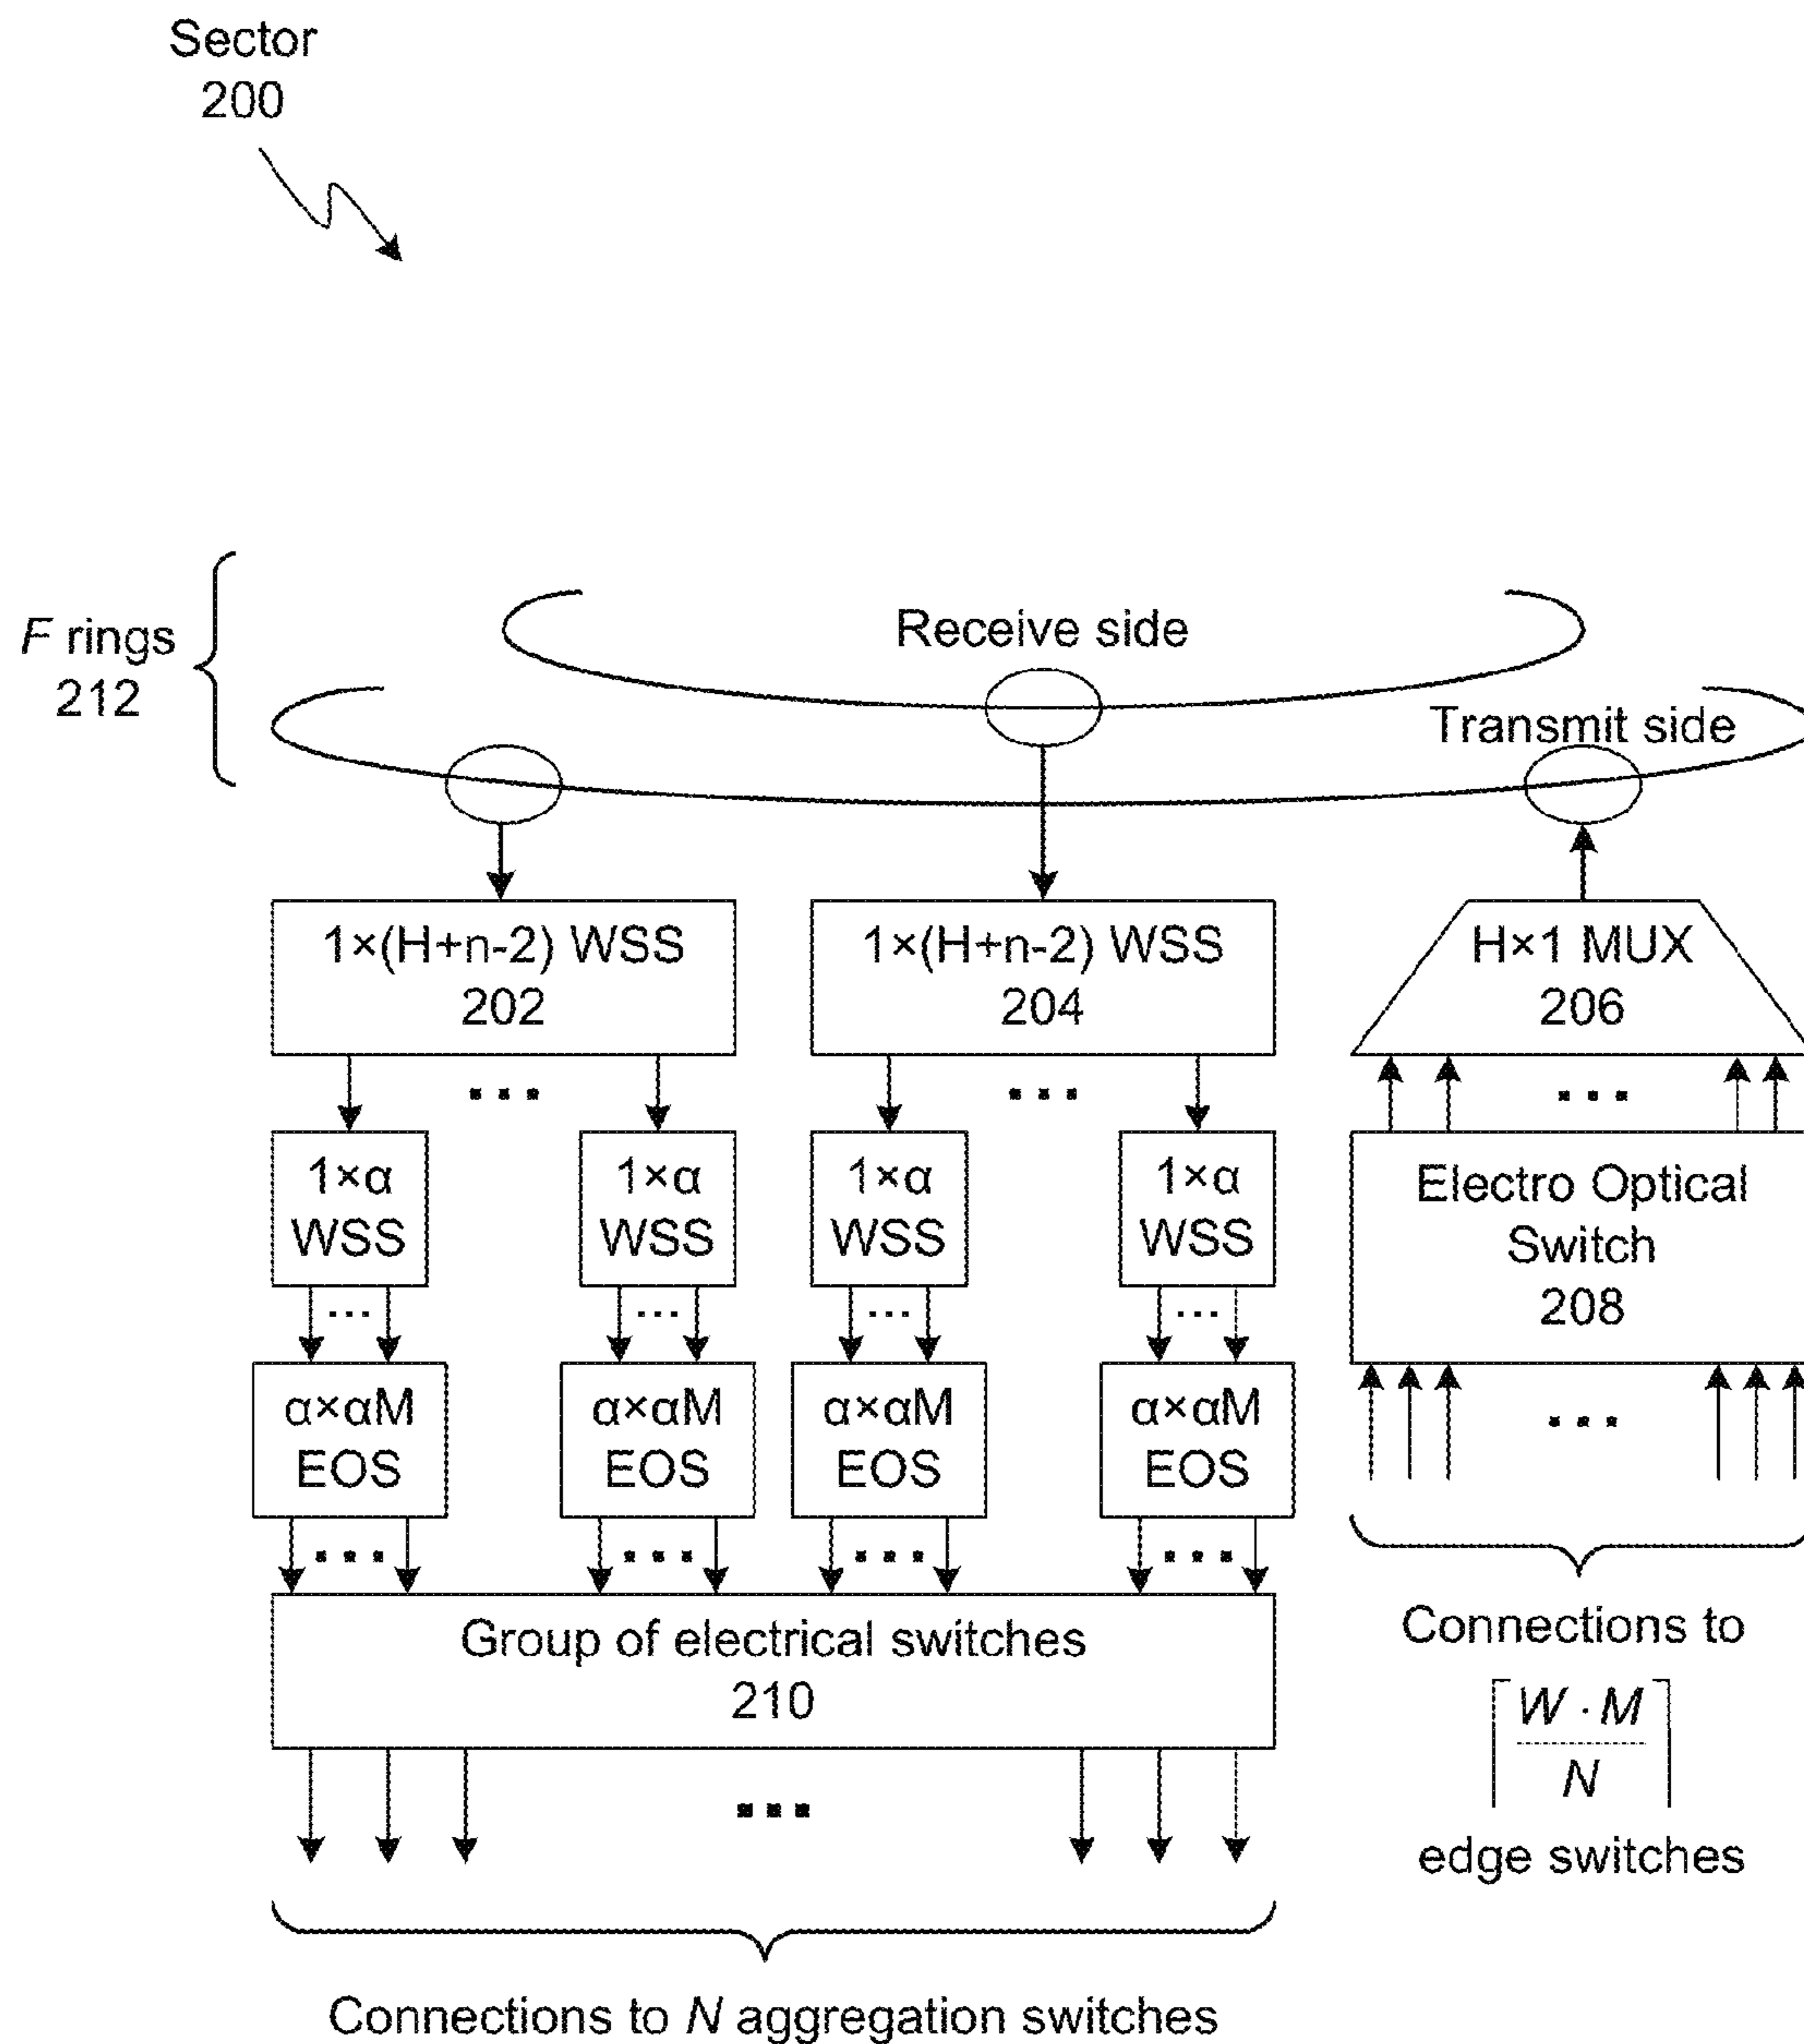 Sector
200
F rings
212
Receive side
Transmit side
1×(H+n-2) WSS
202
1×(H+n-2) WSS
204
H×1 MUX
206
...
...
...
1×α
WSS
1×α
WSS
1×α
WSS
1×α
WSS
Electro Optical
Switch
208
...
...
...
...
α×αM
EOS
α×αM
EOS
α×αM
EOS
α×αM
EOS
...
...
...
...
...
Group of electrical switches
210
Connections to
⌈W · M
N⌉
edge switches
...
Connections to N aggregation switches